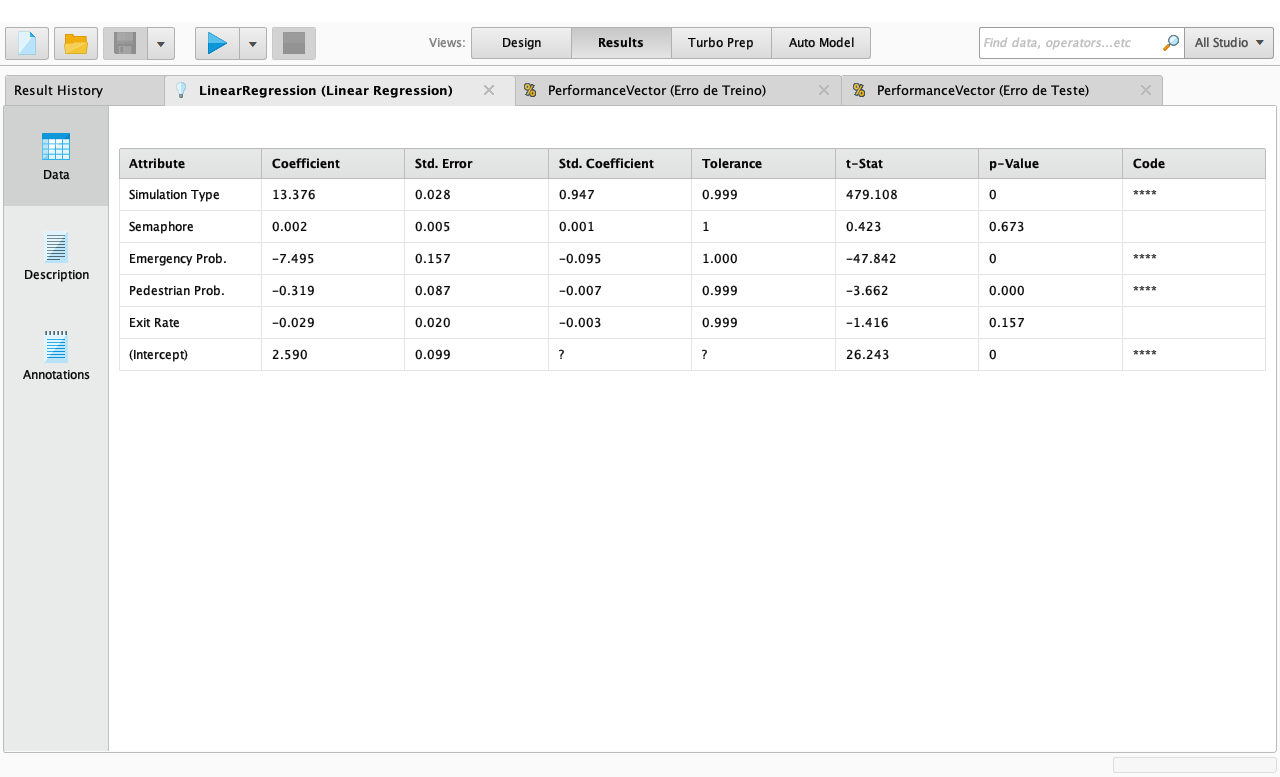 Views: Design Results Turbo Prep Auto Model Find data, operators...etc All Studio
Result History LinearRegression (Linear Regression) PerformanceVector (Erro de Treino) PerformanceVector (Erro de Teste)
Data
Description
Annotations
Attribute Coefficient Std. Error Std. Coefficient Tolerance t-Stat p-Value Code
Simulation Type 13.376 0.028 0.947 0.999 479.108 0 ****
Semaphore 0.002 0.005 0.001 1 0.423 0.673
Emergency Prob. -7.495 0.157 -0.095 1.000 -47.842 0 ****
Pedestrian Prob. -0.319 0.087 -0.007 0.999 -3.662 0.000 ****
Exit Rate -0.029 0.020 -0.003 0.999 -1.416 0.157
(Intercept) 2.590 0.099 ? ? 26.243 0 ****